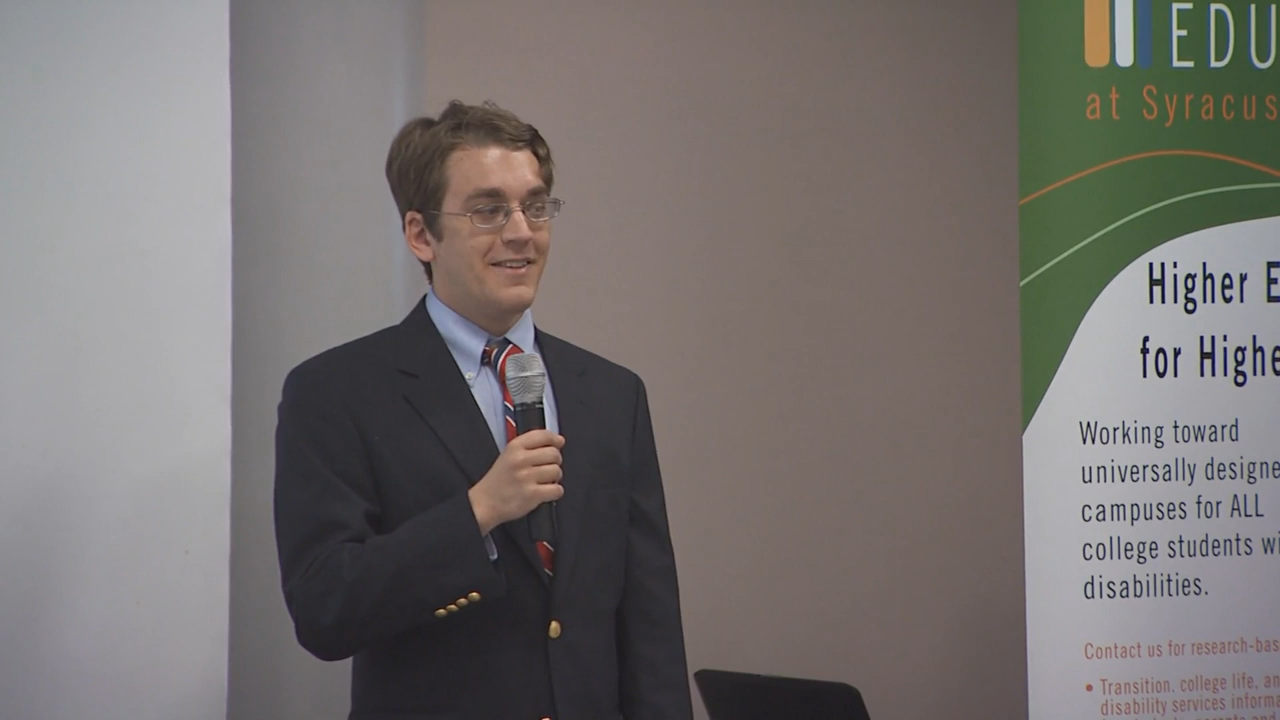 EDU
at Syracus
Higher E
for Highe
Working toward
universally designe
campuses for ALL
college students wi
disabilities.
Contact us for research-bas
• Transition, college life, an
disability services informa